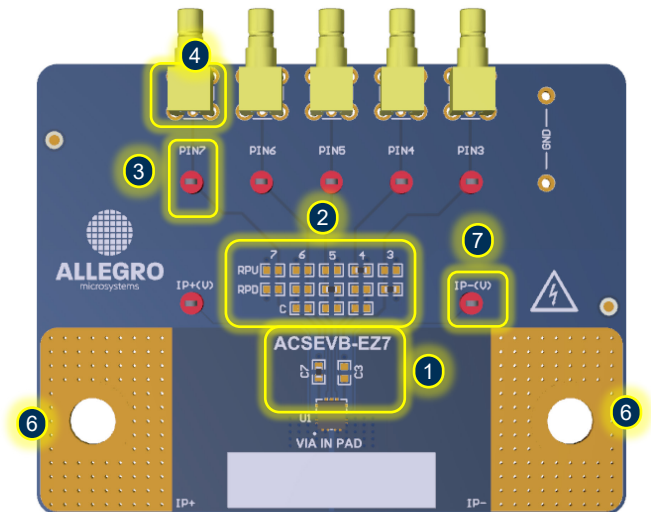 4
PIN7 PIN6 PIN5 PIN4 PIN3
GND
3
2
7
7 6 5 4 3
RPU
RPD
C
ALLEGRO
microsystems
IP+(V)
IP-(V)
ACSEVB-EZ7
C7 C3
1
U1
VIA IN PAD
6
6
IP+
IP-